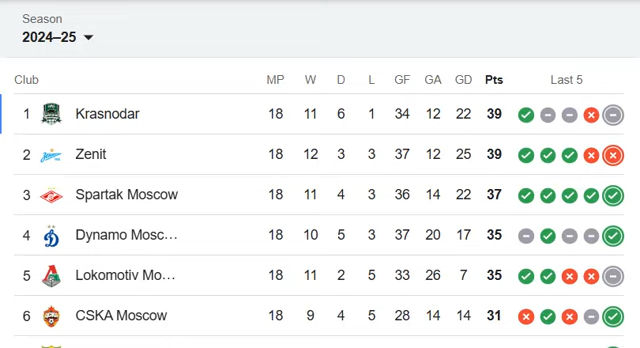 Season
2024–25
Club MP W D L GF GA GD Pts Last 5
1 Krasnodar 18 11 6 1 34 12 22 39
2 Zenit 18 12 3 3 37 12 25 39
3 Spartak Moscow 18 11 4 3 36 14 22 37
4 Dynamo Mosc… 18 10 5 3 37 20 17 35
5 Lokomotiv Mo… 18 11 2 5 33 26 7 35
6 CSKA Moscow 18 9 4 5 28 14 14 31